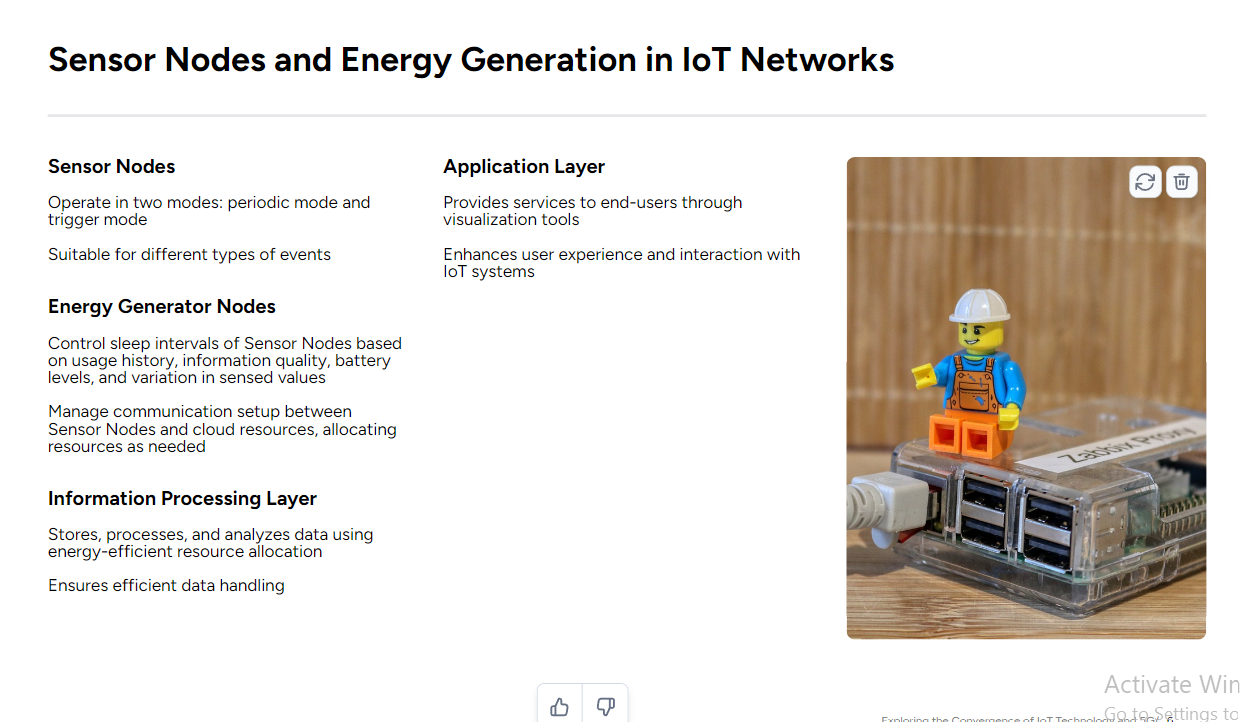 Sensor Nodes and Energy Generation in IoT Networks
Sensor Nodes
Operate in two modes: periodic mode and
trigger mode
Suitable for different types of events
Energy Generator Nodes
Control sleep intervals of Sensor Nodes based
on usage history, information quality, battery
levels, and variation in sensed values
Manage communication setup between
Sensor Nodes and cloud resources, allocating
resources as needed
Information Processing Layer
Stores, processes, and analyzes data using
energy-efficient resource allocation
Ensures efficient data handling
Application Layer
Provides services to end-users through
visualization tools
Enhances user experience and interaction with
IoT systems
Zabbix Proxy
Activate Win
Go to Settings to
Exploring the Convergence of IoT Technology and 5G